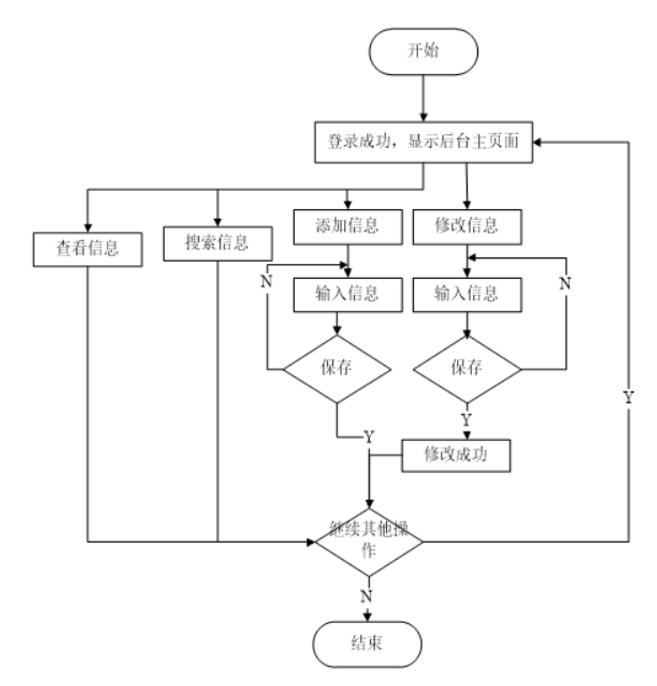 开始
登录成功，显示后台主页面
查看信息
搜索信息
添加信息
修改信息
N
输入信息
输入信息
N
保存
保存
Y
Y
Y
修改成功
继续其他操
作
N
结束